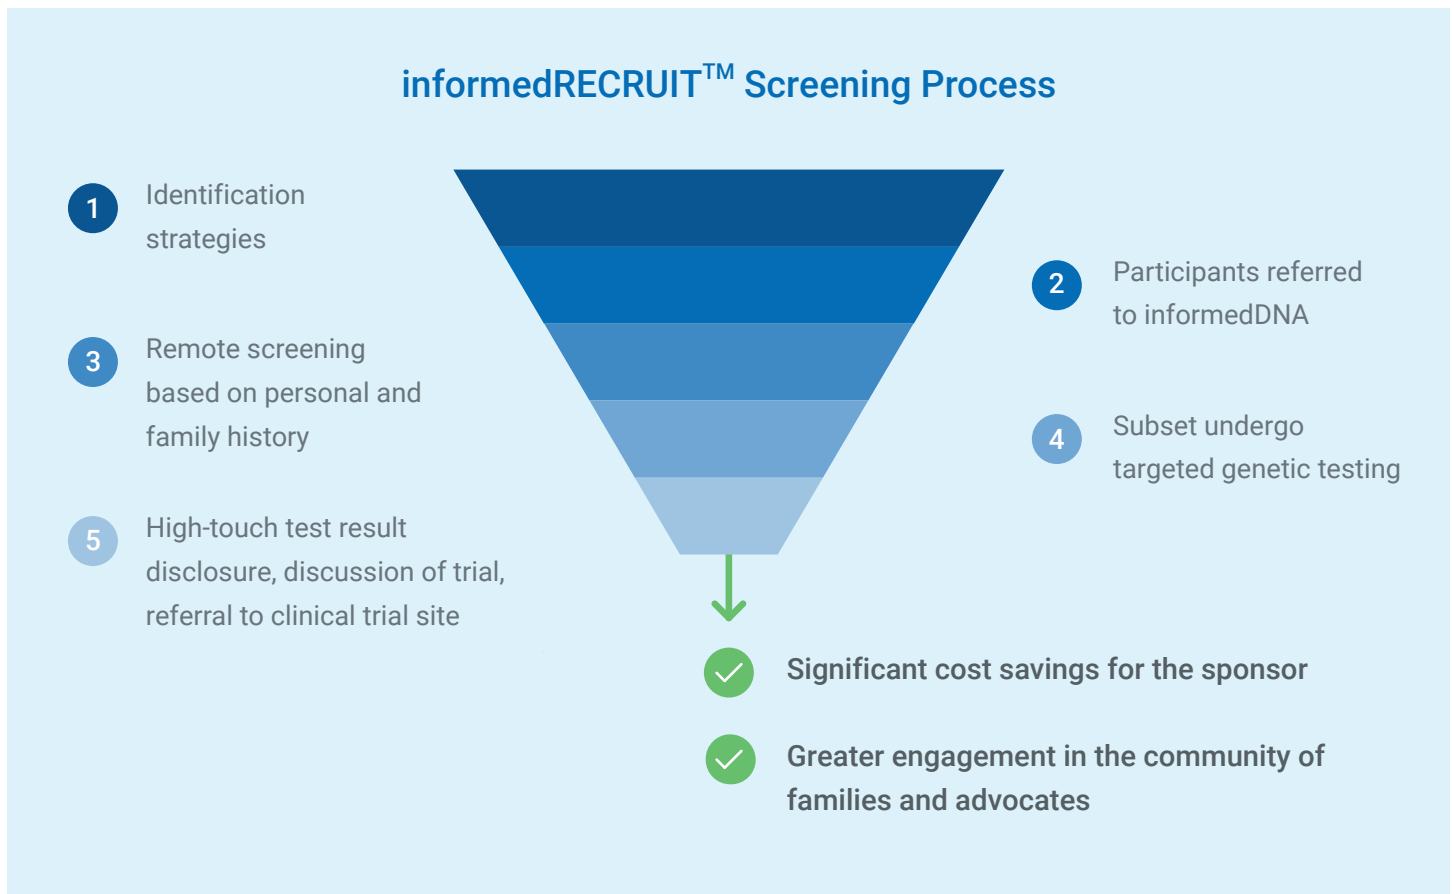 informedRECRUIT™ Screening Process
1
Identification
strategies
2
Participants referred
to informedDNA
3
Remote screening
based on personal and
family history
4
Subset undergo
targeted genetic testing
5
High-touch test result
disclosure, discussion of trial,
referral to clinical trial site
Significant cost savings for the sponsor
Greater engagement in the community of
families and advocates